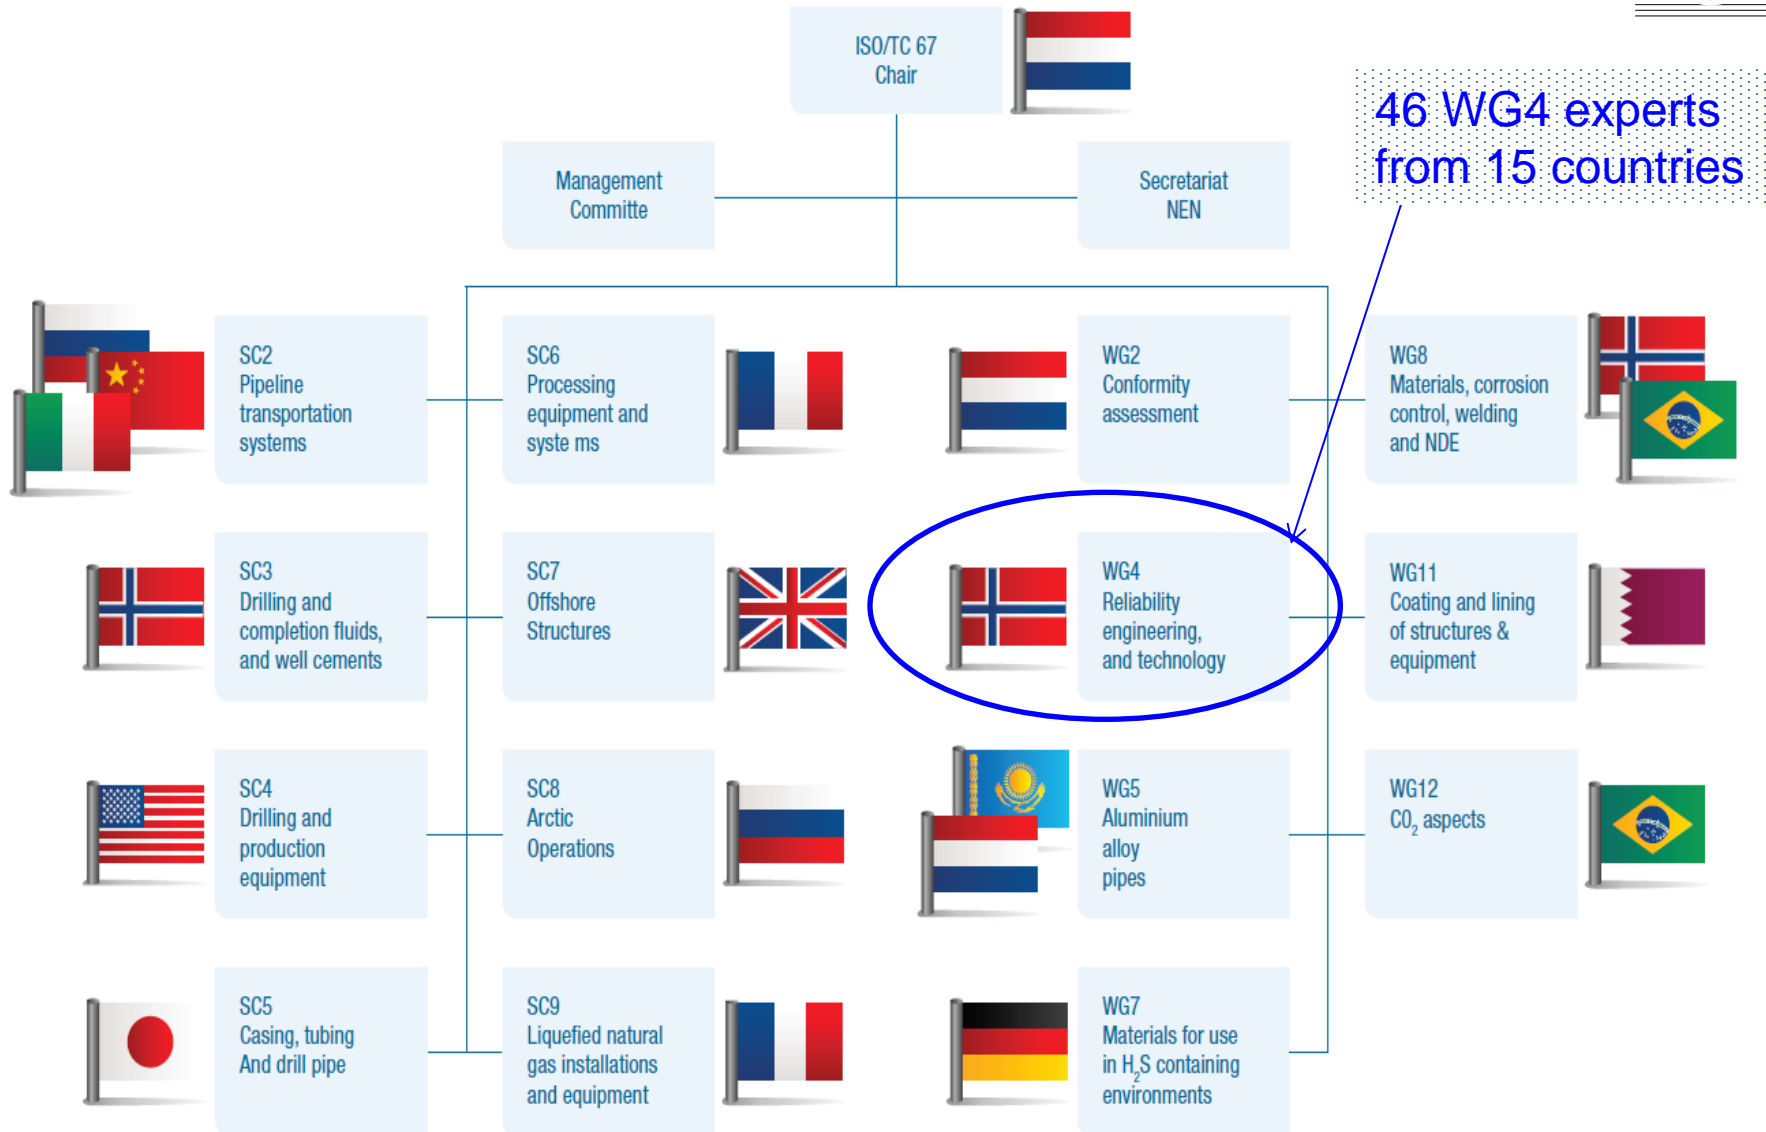 ISO/TC 67
Chair
46 WG4 experts
from 15 countries
Management
Committe
Secretariat
NEN
SC2
Pipeline
transportation
systems
SC6
Processing
equipment and
syste ms
WG2
Conformity
assessment
WG8
Materials, corrosion
control, welding
and NDE
SC3
Drilling and
completion fluids,
and well cements
SC7
Offshore
Structures
WG4
Reliability
engineering,
and technology
WG11
Coating and lining
of structures &
equipment
SC4
Drilling and
production
equipment
SC8
Arctic
Operations
WG5
Aluminium
alloy
pipes
WG12
CO₂ aspects
SC5
Casing, tubing
And drill pipe
SC9
Liquefied natural
gas installations
and equipment
WG7
Materials for use
in H₂S containing
environments